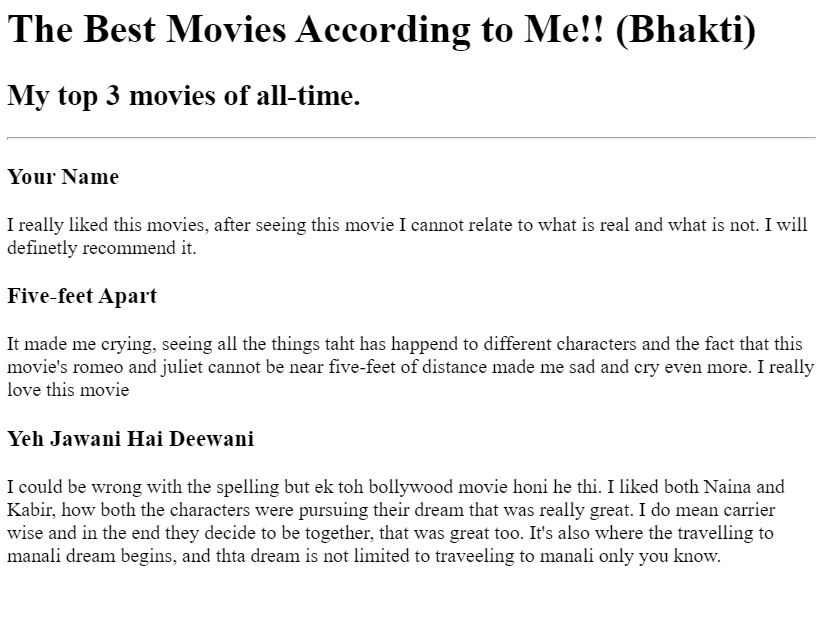 The Best Movies According to Me!! (Bhakti)
My top 3 movies of all-time.
Your Name
I really liked this movies, after seeing this movie I cannot relate to what is real and what is not. I will
definetly recommend it.
Five-feet Apart
It made me crying, seeing all the things taht has happend to different characters and the fact that this
movie's romeo and juliet cannot be near five-feet of distance made me sad and cry even more. I really
love this movie
Yeh Jawani Hai Deewani
I could be wrong with the spelling but ek toh bollywood movie honi he thi. I liked both Naina and
Kabir, how both the characters were pursuing their dream that was really great. I do mean carrier
wise and in the end they decide to be together, that was great too. It's also where the travelling to
manali dream begins, and thta dream is not limited to traveeling to manali only you know.